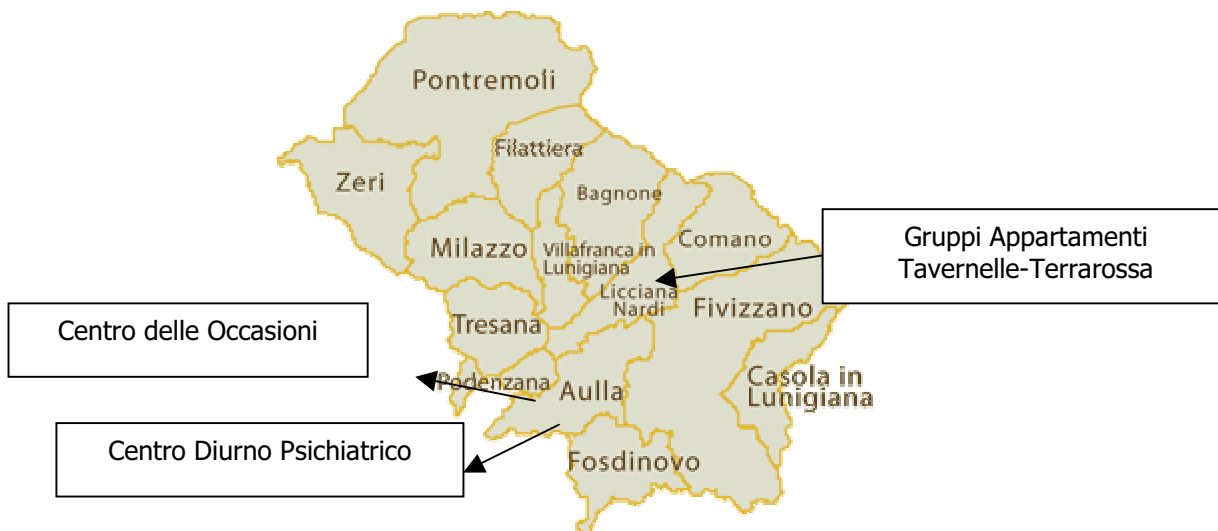 Pontremoli
Filattiera
Zeri
Bagnone
Milazzo
Villafranca in
Lunigiana
Comano
Gruppi Appartamenti
Tavernelle-Terrarossa
Licciana
Nardi
Fivizzano
Centro delle Occasioni
Tresana
Podenzana
Aulla
Casola in
Lunigiana
Centro Diurno Psichiatrico
Fosdinovo